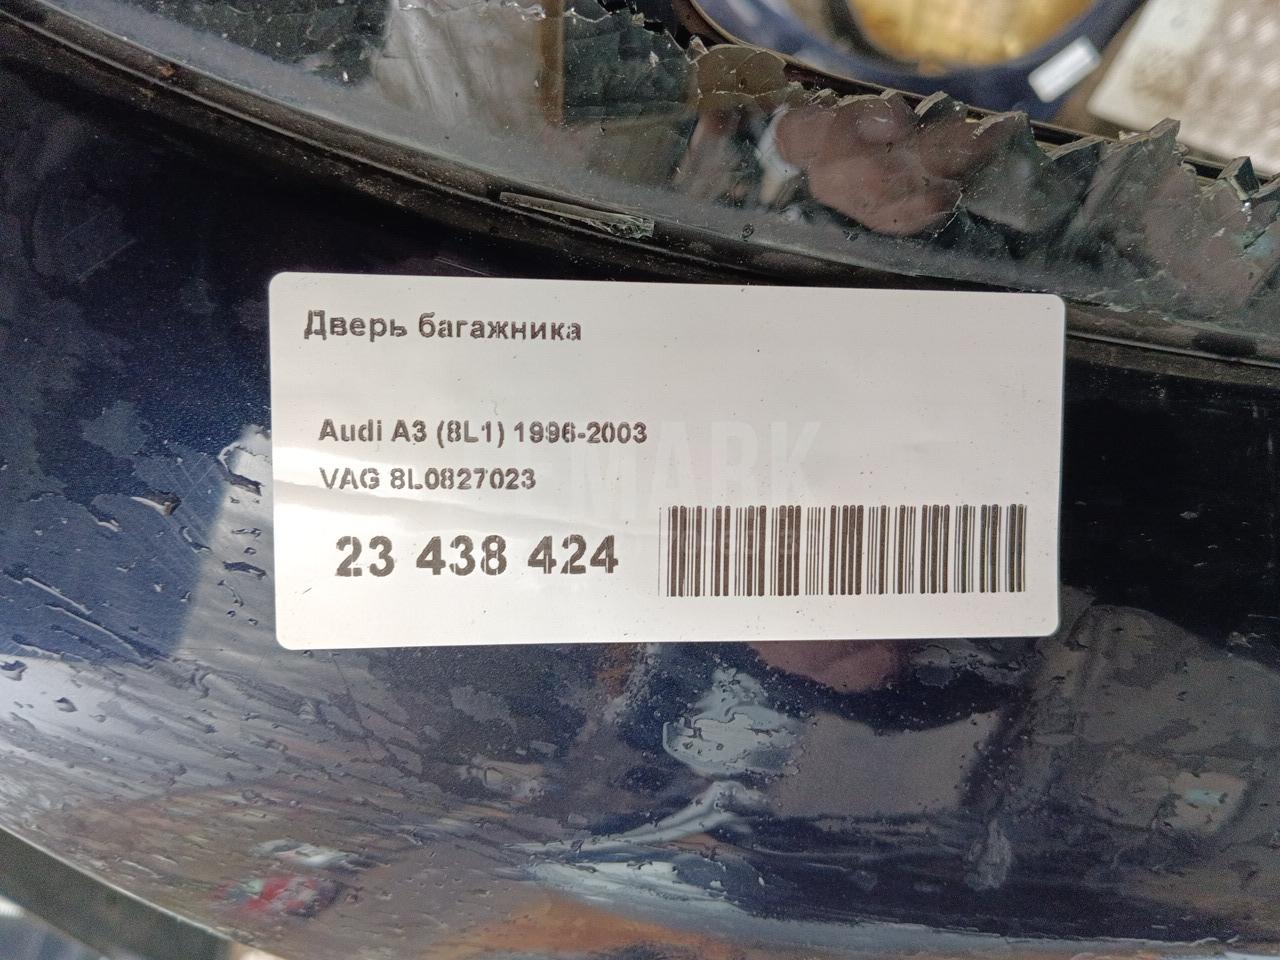 Дверь багажника
Audi A3 (8L1) 1996-2003
VAG 8L0827023
23 438 424